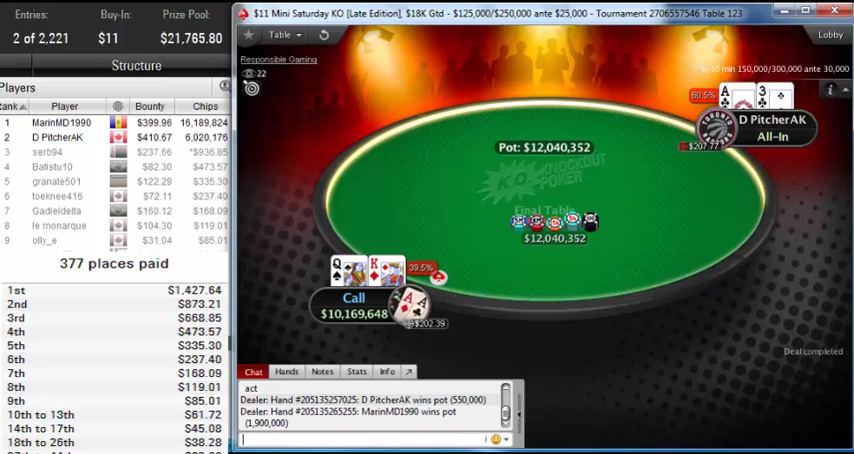 Entries: Buy-In: Prize Pool:
2 of 2,221 $11 $21,765.80
Structure
Players
Rank Player Bounty Chips
1 MarinMD1990 $399.96 16,189,824
2 D PitcherAK $410.67 6,020,176
3 serb94 $237.66 *$936.85
4 Batistu10 $82.30 $473.57
5 granate501 $122.29 $335.30
6 toeknee416 $72.11 $237.40
7 Gadieldelta $160.12 $168.09
8 le monarque $104.30 $119.01
9 olly_e $31.04 $85.01
377 places paid
1st $1,427.64
2nd $873.21
3rd $668.85
4th $473.57
5th $335.30
6th $237.40
7th $168.09
8th $119.01
9th $85.01
10th to 13th $61.72
14th to 17th $45.08
18th to 26th $38.28
$11 Mini Saturday KO [Late Edition], $18K Gtd - $125,000/$250,000 ante $25,000 - Tournament 2706557546 Table 123
Table
Lobby
Responsible Gaming
22
In 10 min 150,000/300,000 ante 30,000
60.5%
A 3
D PitcherAK
All-In
$207.77
Pot: $12,040,352
K.O. KNOCKOUT
POKER
Final Table
$12,040,352
Q K
39.5%
Call
$10,169,648
A A
$202.39
Deal completed
Chat Hands Notes Stats Info
act
Dealer: Hand #205135257025: D PitcherAK wins pot (550,000)
Dealer: Hand #205135265255: MarinMD1990 wins pot
(1,900,000)